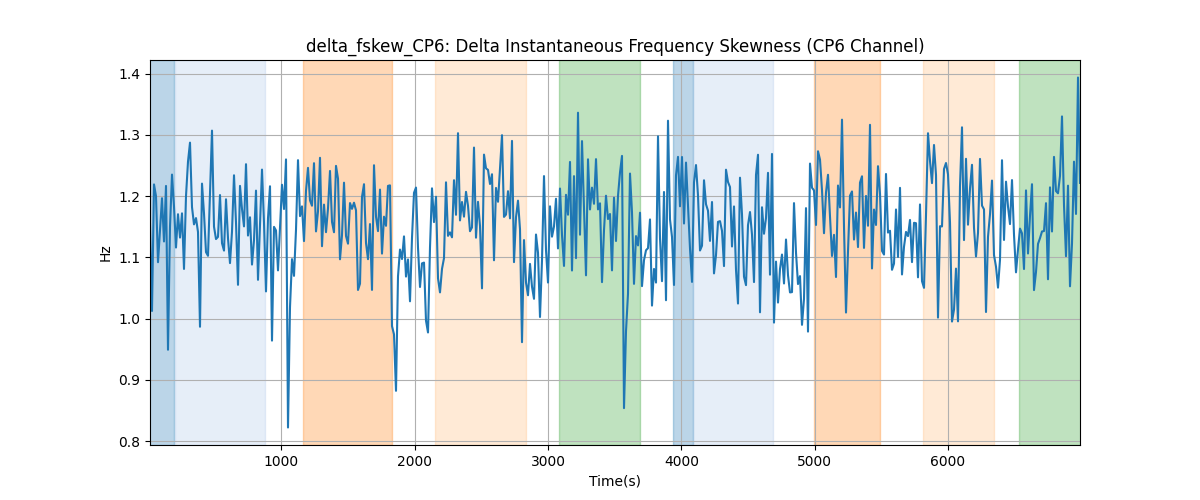 delta_fskew_CP6: Delta Instantaneous Frequency Skewness (CP6 Channel)
1.4
1.3
1.2
1.1
1.0
0.9
0.8
Hz
1000 2000 3000 4000 5000 6000
Time(s)